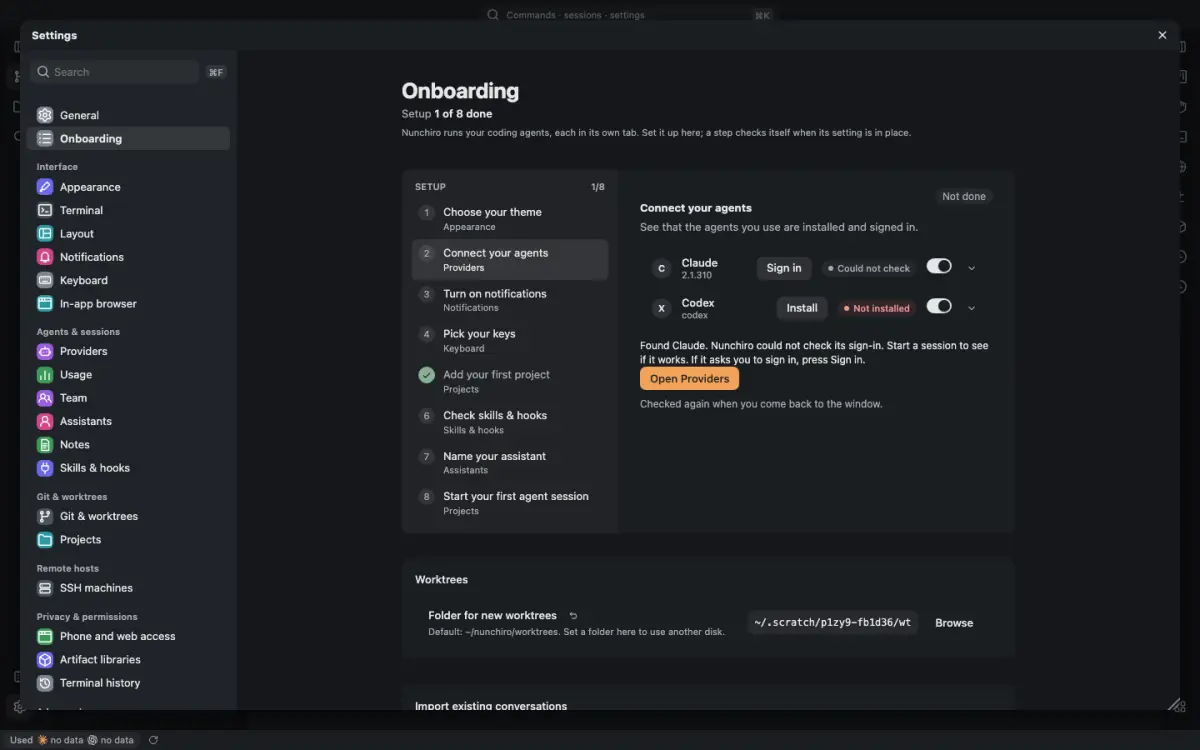 Commands · sessions · settings ⌘K
Settings
Search ⌘F
General
Onboarding
Interface
Appearance
Terminal
Layout
Notifications
Keyboard
In-app browser
Agents & sessions
Providers
Usage
Team
Assistants
Notes
Skills & hooks
Git & worktrees
Git & worktrees
Projects
Remote hosts
SSH machines
Privacy & permissions
Phone and web access
Artifact libraries
Terminal history
Onboarding
Setup 1 of 8 done
Nunchiro runs your coding agents, each in its own tab. Set it up here; a step checks itself when its setting is in place.
SETUP 1/8
1 Choose your theme
Appearance
2 Connect your agents
Providers
3 Turn on notifications
Notifications
4 Pick your keys
Keyboard
Add your first project
Projects
6 Check skills & hooks
Skills & hooks
7 Name your assistant
Assistants
8 Start your first agent session
Projects
Not done
Connect your agents
See that the agents you use are installed and signed in.
C Claude Sign in Could not check
2.1.310
X Codex Install Not installed
codex
Found Claude. Nunchiro could not check its sign-in. Start a session to see
if it works. If it asks you to sign in, press Sign in.
Open Providers
Checked again when you come back to the window.
Worktrees
Folder for new worktrees ~/.scratch/p1zy9-fb1d36/wt Browse
Default: ~/nunchiro/worktrees. Set a folder here to use another disk.
Import existing conversations
Used no data no data